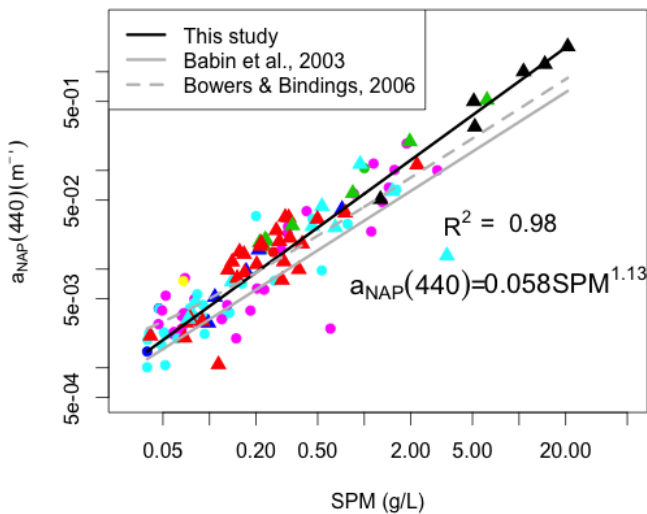 This study
Babin et al., 2003
Bowers & Bindings, 2006
5e-01
5e-02
5e-03
5e-04
a_NAP(440)(m⁻')
R² = 0.98
a_NAP(440)=0.058SPM^1.13
0.05 0.20 0.50 2.00 5.00 20.00
SPM (g/L)